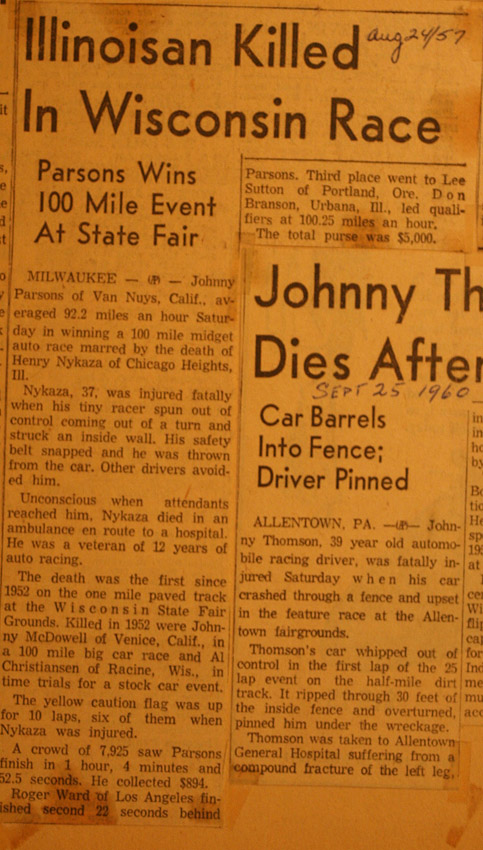 Illinoisan Killed
In Wisconsin Race
Aug 24/57
Parsons Wins
100 Mile Event
At State Fair
MILWAUKEE — (AP) — Johnny
Parsons of Van Nuys, Calif., av-
eraged 92.2 miles an hour Satur-
day in winning a 100 mile midget
auto race marred by the death of
Henry Nykaza of Chicago Heights,
Ill.
Nykaza, 37, was injured fatally
when his tiny racer spun out of
control coming out of a turn and
struck an inside wall. His safety
belt snapped and he was thrown
from the car. Other drivers avoid-
ed him.
Unconscious when attendants
reached him, Nykaza died in an
ambulance en route to a hospital.
He was a veteran of 12 years of
auto racing.
The death was the first since
1952 on the one mile paved track
at the Wisconsin State Fair
Grounds. Killed in 1952 were John-
ny McDowell of Venice, Calif., in
a 100 mile big car race and Al
Christiansen of Racine, Wis., in
time trials for a stock car event.
The yellow caution flag was up
for 10 laps, six of them when
Nykaza was injured.
A crowd of 7,925 saw Parsons
finish in 1 hour, 4 minutes and
52.5 seconds. He collected $894.
Roger Ward of Los Angeles fin-
ished second 22 seconds behind
Parsons. Third place went to Lee
Sutton of Portland, Ore. Don
Branson, Urbana, Ill., led quali-
fiers at 100.25 miles an hour.
The total purse was $5,000.
Johnny Th
Dies After
SEPT 25 1960
Car Barrels
Into Fence;
Driver Pinned
ALLENTOWN, PA. —(AP)— John-
ny Thomson, 39 year old automo-
bile racing driver, was fatally in-
jured Saturday when his car
crashed through a fence and upset
in the feature race at the Allen-
town fairgrounds.
Thomson's car whipped out of
control in the first lap of the 25
lap event on the half-mile dirt
track. It ripped through 30 feet of
the inside fence and overturned,
pinned him under the wreckage.
Thomson was taken to Allentown
General Hospital suffering from a
compound fracture of the left leg,